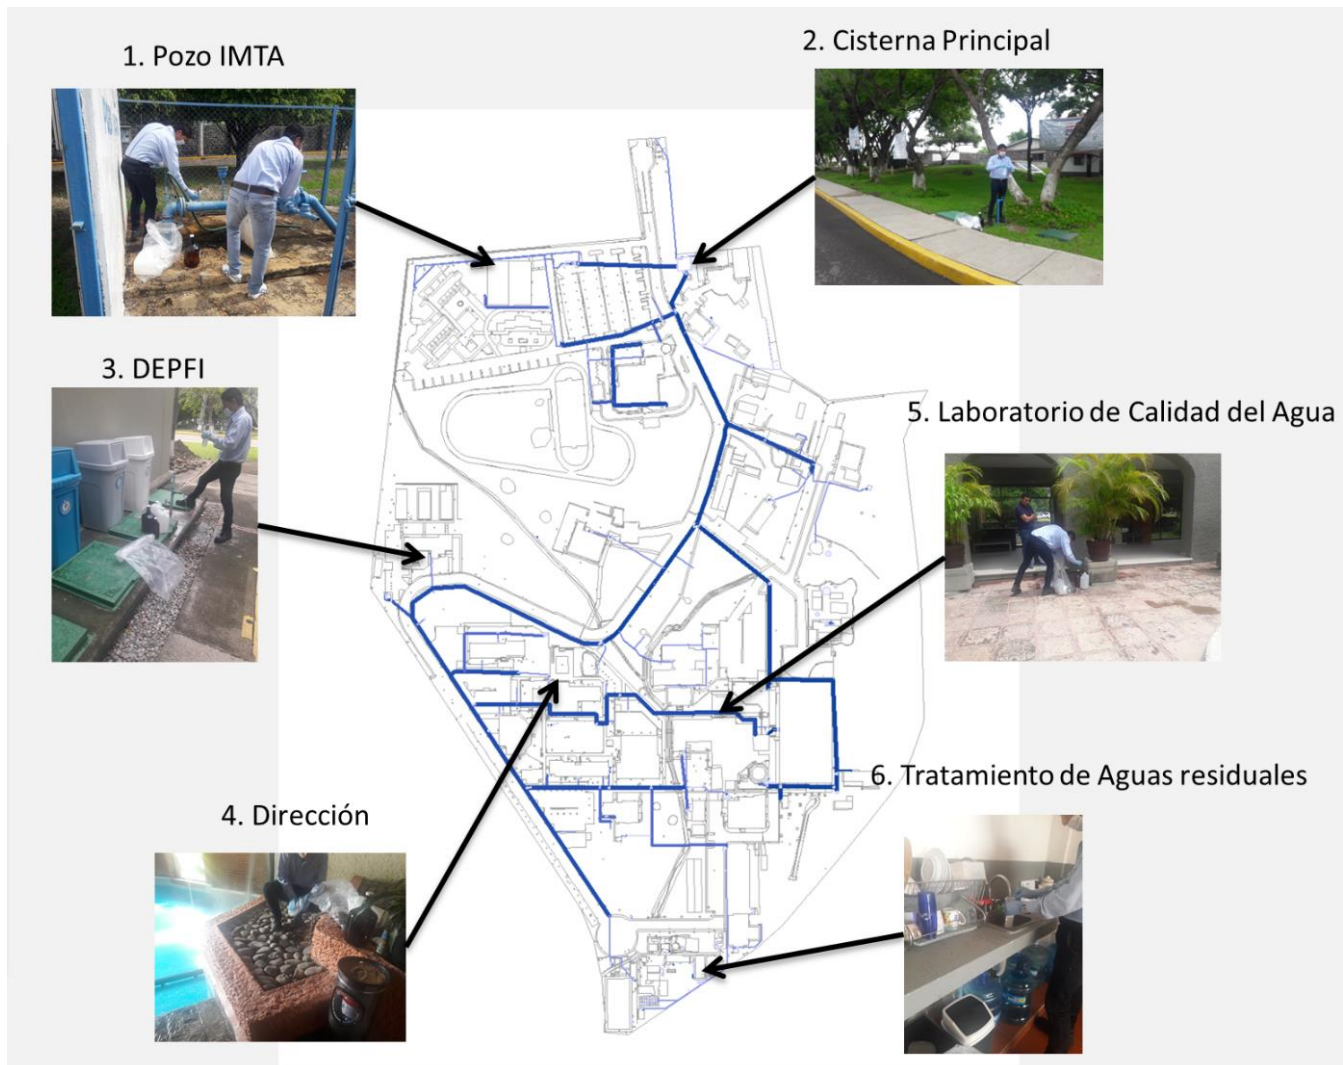 1. Pozo IMTA
2. Cisterna Principal
3. DEPFI
5. Laboratorio de Calidad del Agua
4. Dirección
6. Tratamiento de Aguas residuales